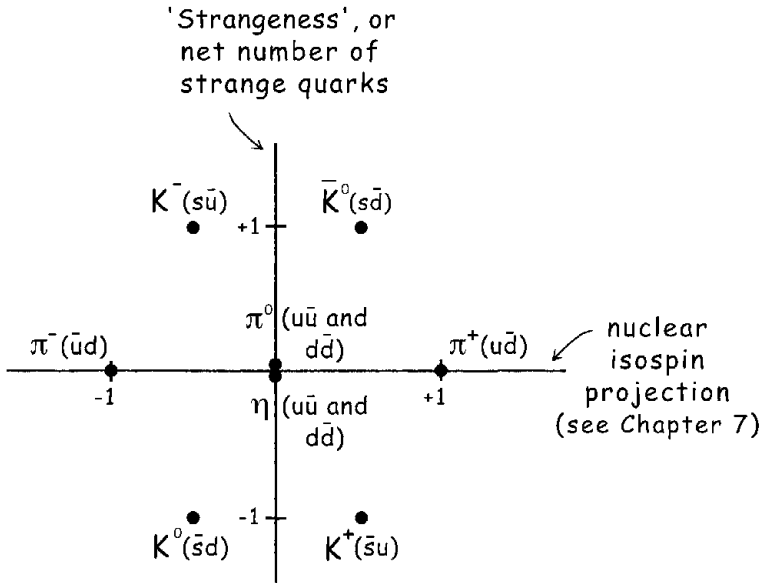 'Strangeness', or
net number of
strange quarks
K⁻(sū)
K̄⁰(sd̄)
+1
π⁰ (uū and
dd̄)
π⁻(ūd)
π⁺(ud̄)
nuclear
isospin
projection
(see Chapter 7)
-1
+1
η (uū and
dd̄)
-1
K⁰(s̄d)
K⁺(s̄u)